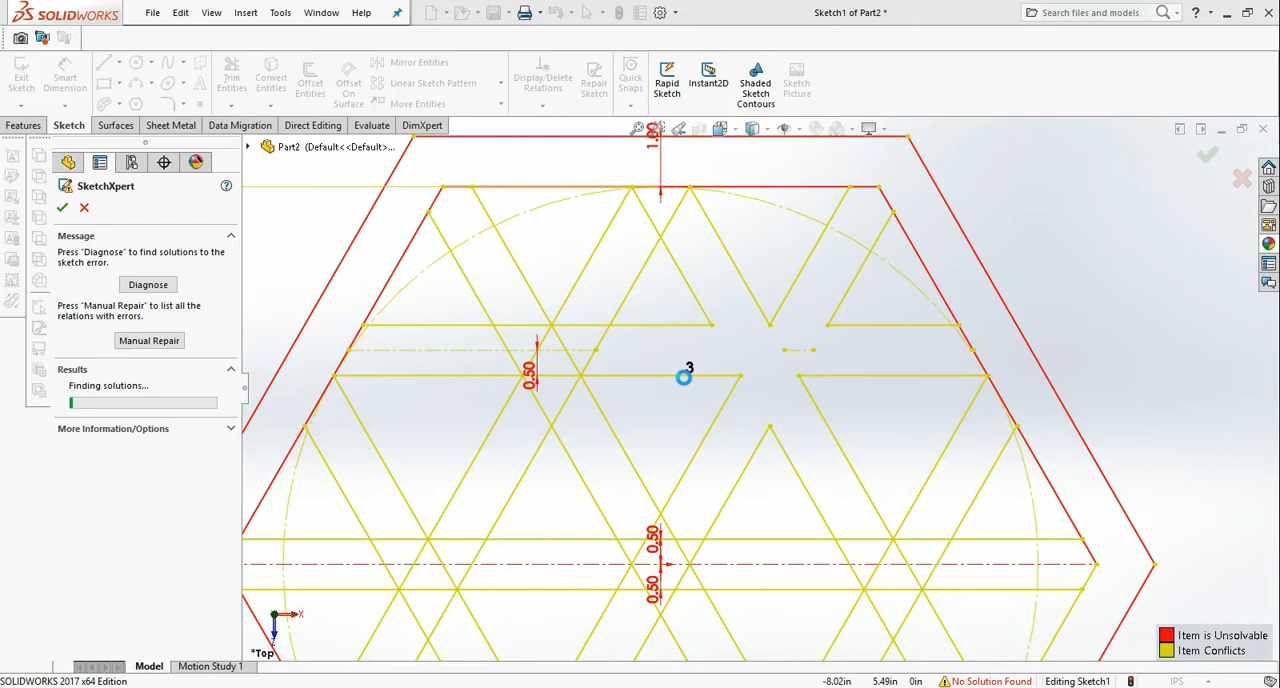 SOLIDWORKS File Edit View Insert Tools Window Help Sketch1 of Part2 * Search files and models ?
Exit Sketch
Smart Dimension
Trim Entities
Convert Entities
Offset Entities
Offset On Surface
Mirror Entities
Linear Sketch Pattern
Move Entities
Display/Delete Relations
Repair Sketch
Quick Snaps
Rapid Sketch
Instant2D
Shaded Sketch Contours
Sketch Picture
Features Sketch Surfaces Sheet Metal Data Migration Direct Editing Evaluate DimXpert
Part2 (Default<<Default>...
SketchXpert
Message
Press "Diagnose" to find solutions to the
sketch error.
Diagnose
Press "Manual Repair" to list all the
relations with errors.
Manual Repair
Results
Finding solutions...
More Information/Options
1.00
3
0.50
0.50
0.50
X
*Top
Item is Unsolvable
Item Conflicts
Model Motion Study 1
SOLIDWORKS 2017 x64 Edition -8.02in 5.49in 0in No Solution Found Editing Sketch1 IPS